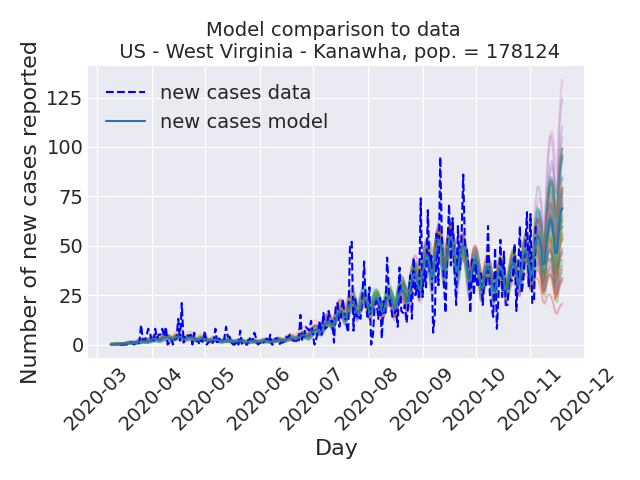 Model comparison to data
US - West Virginia - Kanawha, pop. = 178124
Number of new cases reported
125
100
75
50
25
0
new cases data
new cases model
2020-03
2020-04
2020-05
2020-06
2020-07
2020-08
2020-09
2020-10
2020-11
2020-12
Day